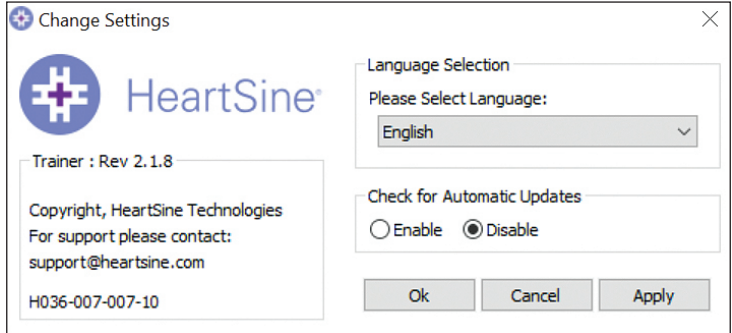 Change Settings
HeartSine®
Trainer : Rev 2.1.8
Copyright, HeartSine Technologies
For support please contact:
support@heartsine.com
H036-007-007-10
Language Selection
Please Select Language:
English
Check for Automatic Updates
Enable Disable
Ok Cancel Apply